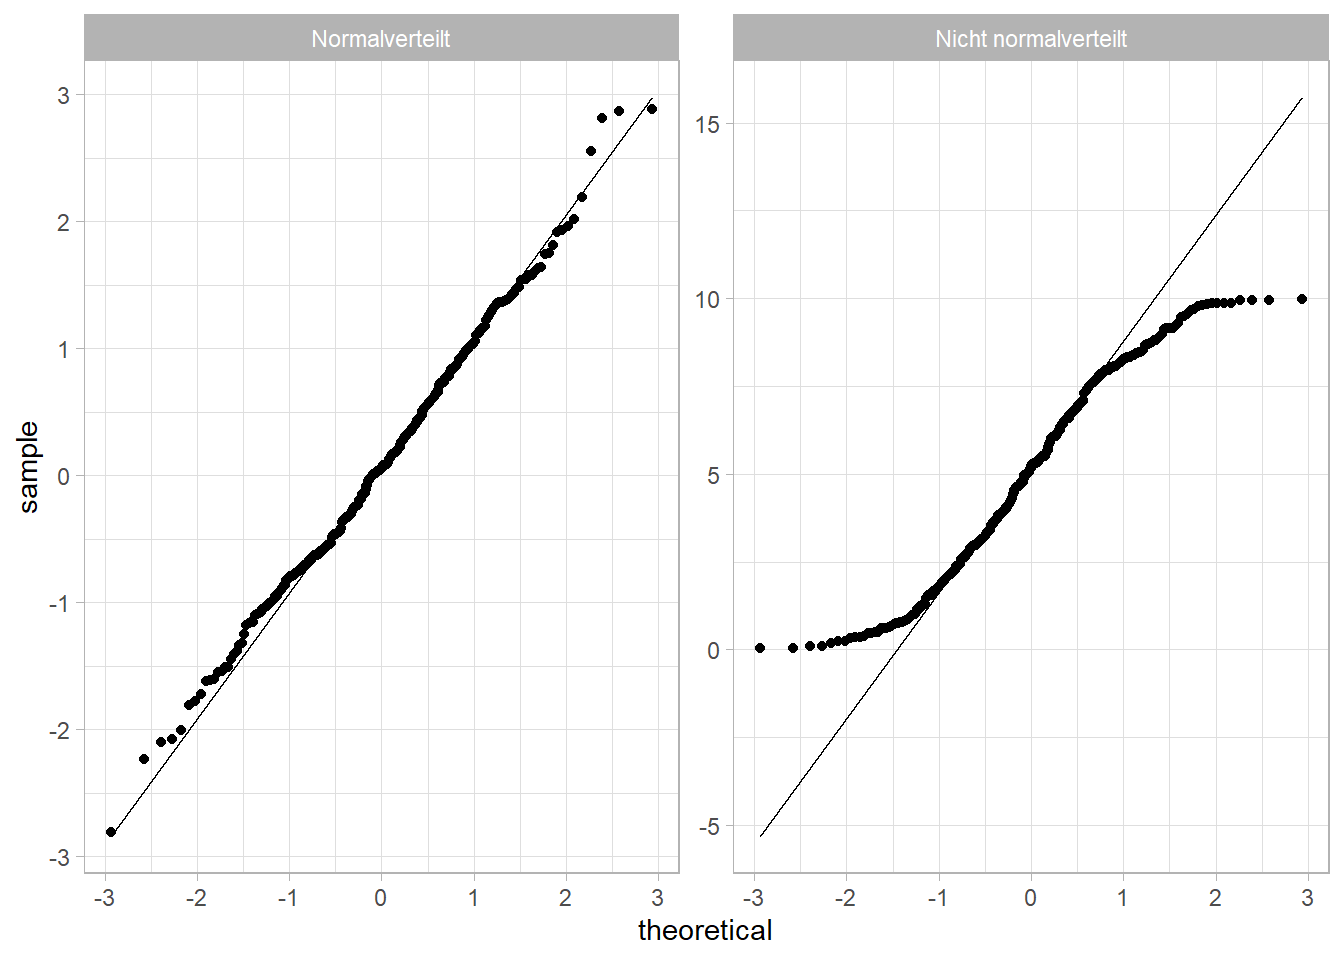 Normalverteilt
Nicht normalverteilt
sample
3
2
1
0
-1
-2
-3
15
10
5
0
-5
-3 -2 -1 0 1 2 3
-3 -2 -1 0 1 2 3
theoretical